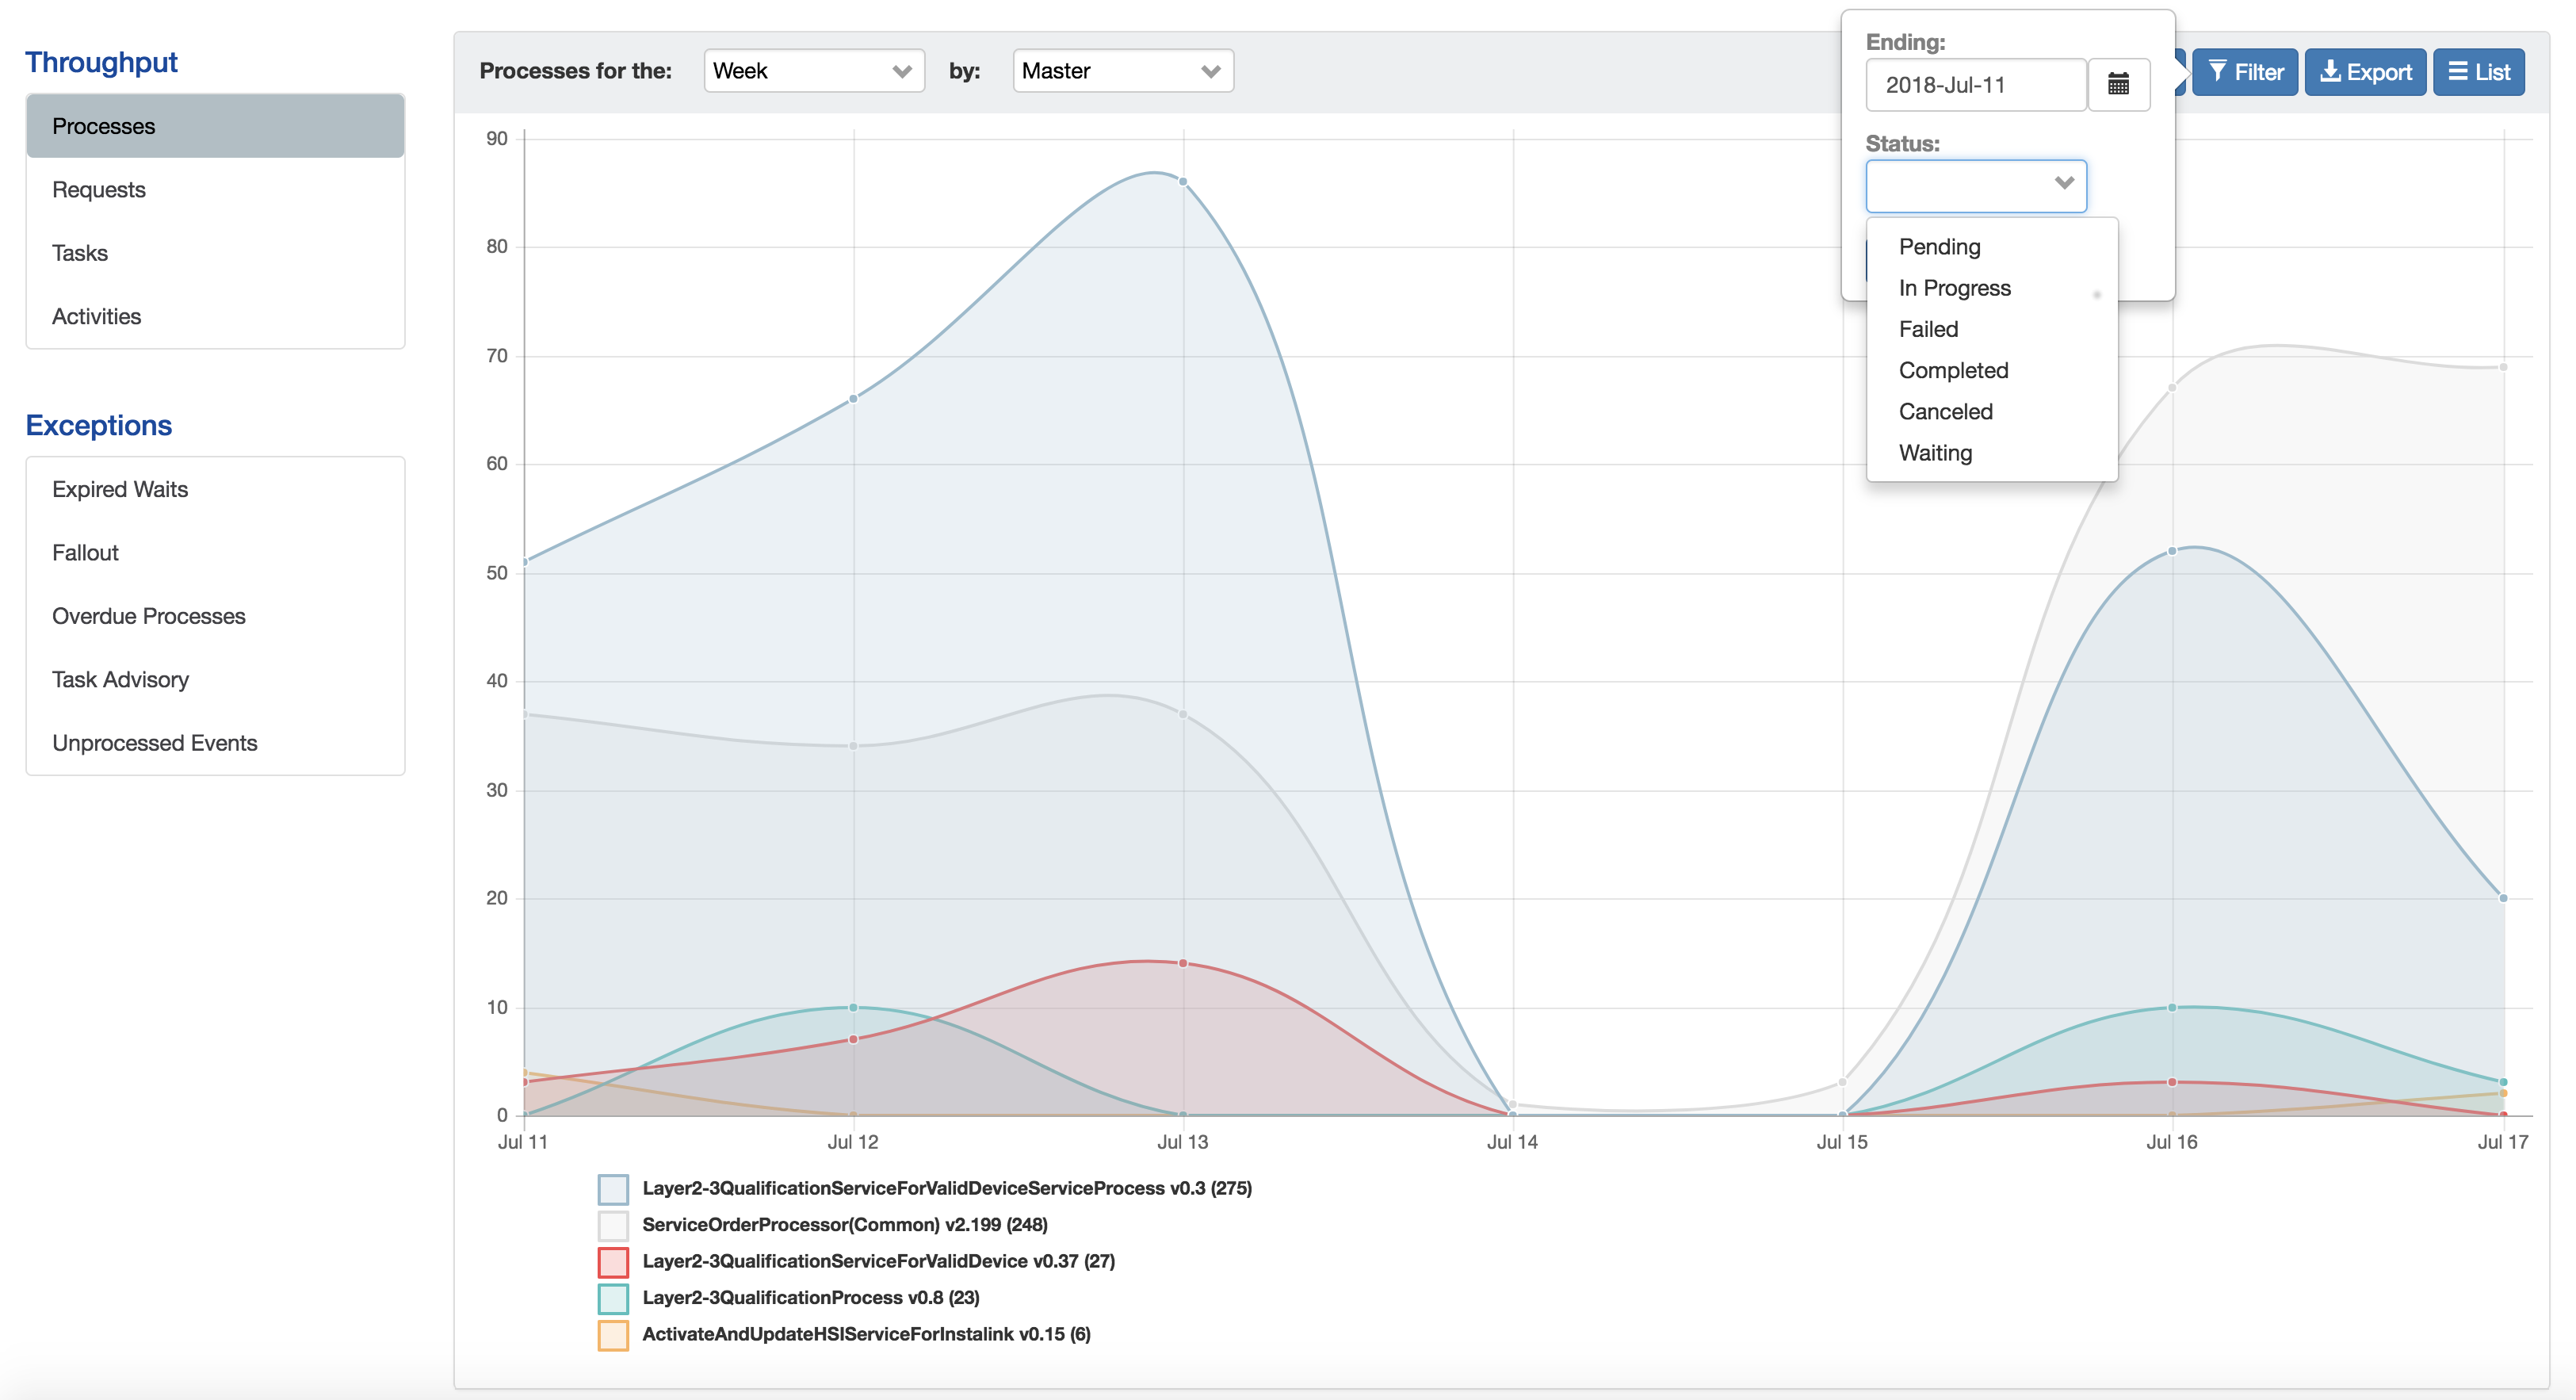 Throughput
Processes
Requests
Tasks
Activities
Exceptions
Expired Waits
Fallout
Overdue Processes
Task Advisory
Unprocessed Events
Processes for the: Week by: Master
Filter Export List
Ending:
2018-Jul-11
Status:
Pending
In Progress
Failed
Completed
Canceled
Waiting
90
80
70
60
50
40
30
20
10
0
Jul 11 Jul 12 Jul 13 Jul 14 Jul 15 Jul 16 Jul 17
Layer2-3QualificationServiceForValidDeviceServiceProcess v0.3 (275)
ServiceOrderProcessor(Common) v2.199 (248)
Layer2-3QualificationServiceForValidDevice v0.37 (27)
Layer2-3QualificationProcess v0.8 (23)
ActivateAndUpdateHSIServiceForInstalink v0.15 (6)